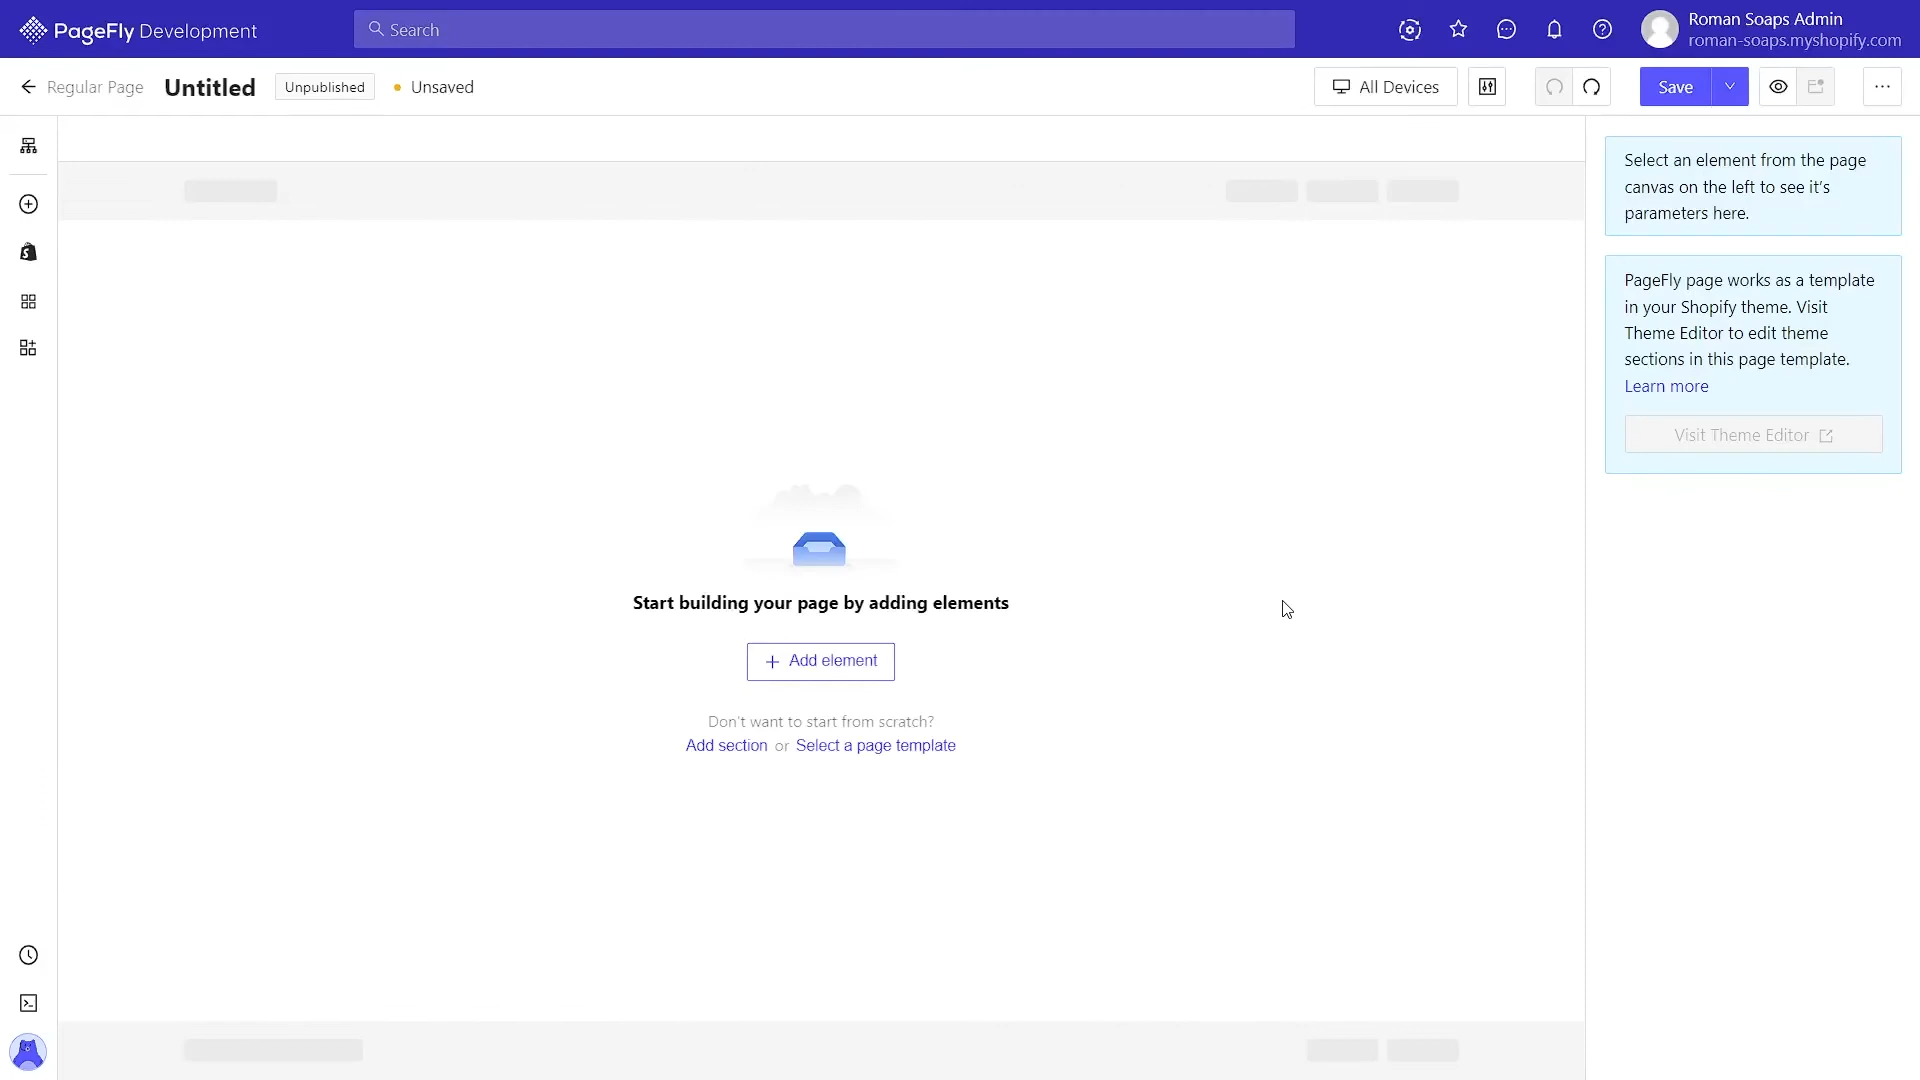 PageFly Development
Search
Roman Soaps Admin
roman-soaps.myshopify.com
Regular Page
Untitled
Unpublished
Unsaved
All Devices
Save
Select an element from the page
canvas on the left to see it’s
parameters here.
PageFly page works as a template
in your Shopify theme. Visit
Theme Editor to edit theme
sections in this page template.
Learn more
Visit Theme Editor
Start building your page by adding elements
Add element
Don’t want to start from scratch?
Add section or Select a page template